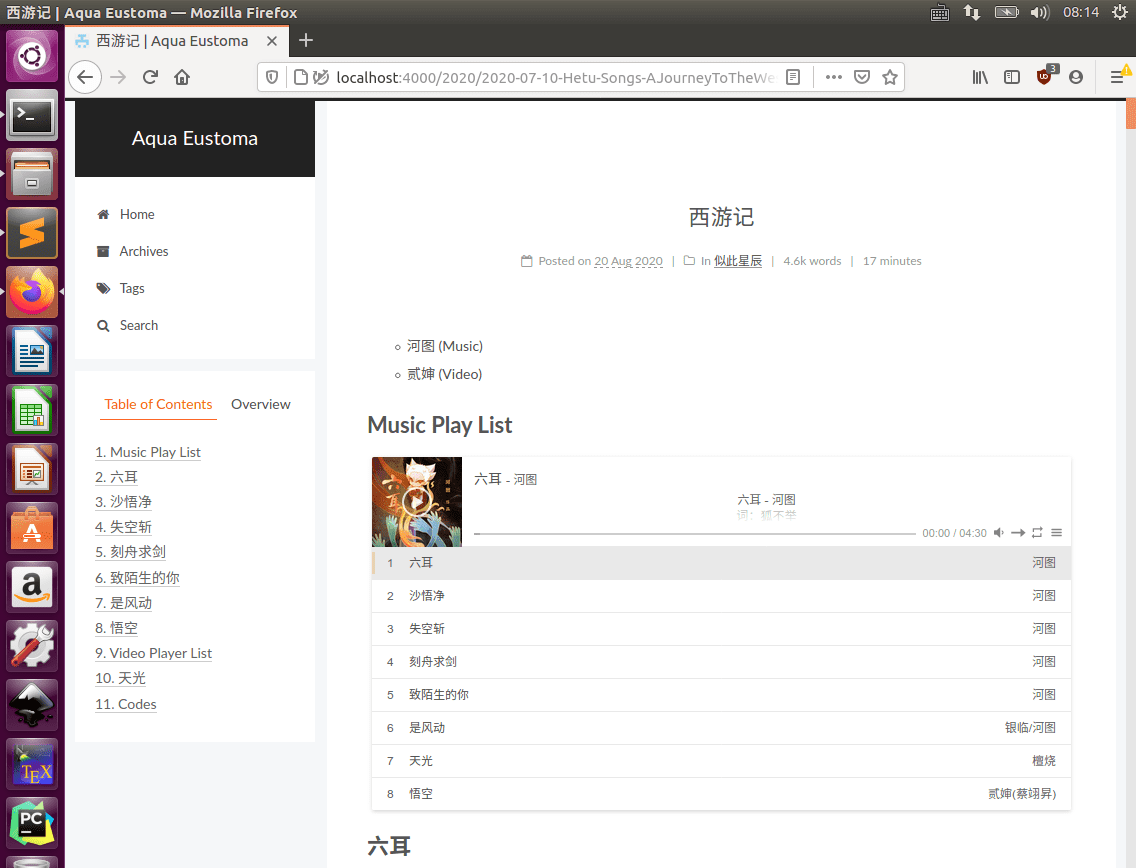 西游记 | Aqua Eustoma — Mozilla Firefox
08:14
西游记 | Aqua Eustoma
localhost:4000/2020/2020-07-10-Hetu-Songs-AJourneyToTheWe
3
Aqua Eustoma
Home
Archives
Tags
Search
Table of Contents Overview
1. Music Play List
2. 六耳
3. 沙悟净
4. 失空斩
5. 刻舟求剑
6. 致陌生的你
7. 是风动
8. 悟空
9. Video Player List
10. 天光
11. Codes
西游记
Posted on 20 Aug 2020 | In 似此星辰 | 4.6k words | 17 minutes
河图 (Music)
贰婶 (Video)
Music Play List
六耳
六耳 - 河图
六耳 - 河图
词：狐不举
00:00 / 04:30
1 六耳 河图
2 沙悟净 河图
3 失空斩 河图
4 刻舟求剑 河图
5 致陌生的你 河图
6 是风动 银临/河图
7 天光 檀烧
8 悟空 贰婶(蔡翊昇)
六耳
a
TEX
PC